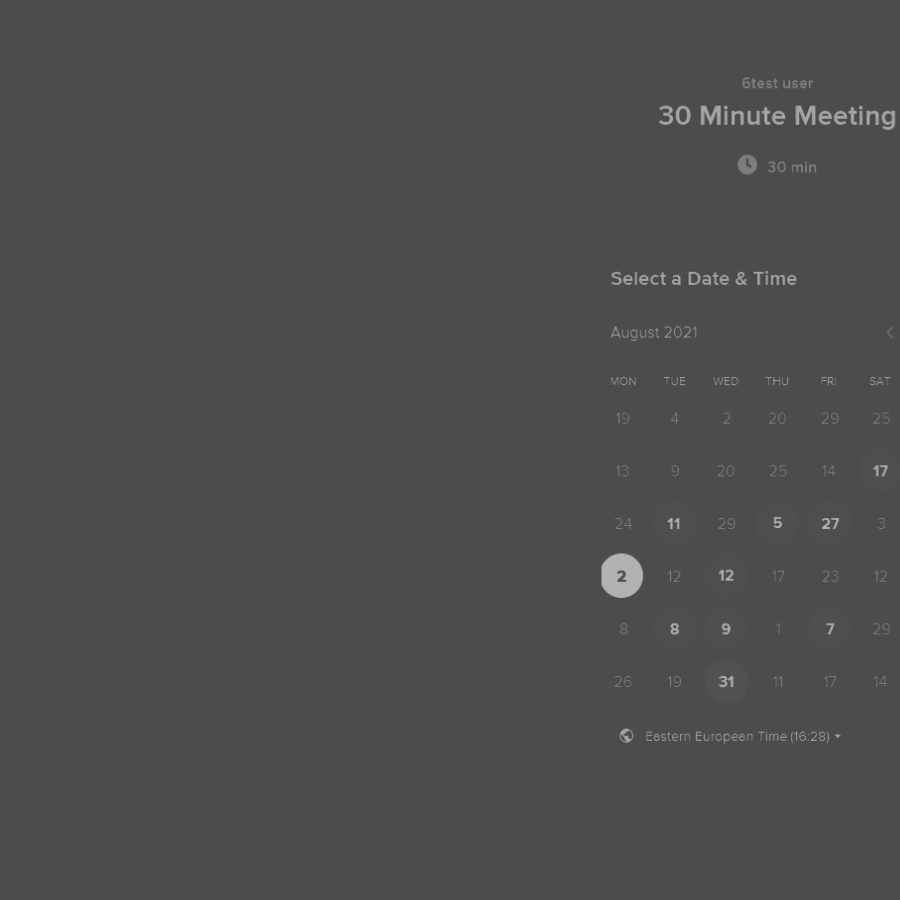 6test user
30 Minute Meeting
30 min
Select a Date & Time
August 2021
MON TUE WED THU FRI SAT
19 4 2 20 29 25
13 9 20 25 14 17
24 11 29 5 27 3
2 12 12 17 23 12
8 8 9 1 7 29
26 19 31 11 17 14
Eastern European Time (16:28)